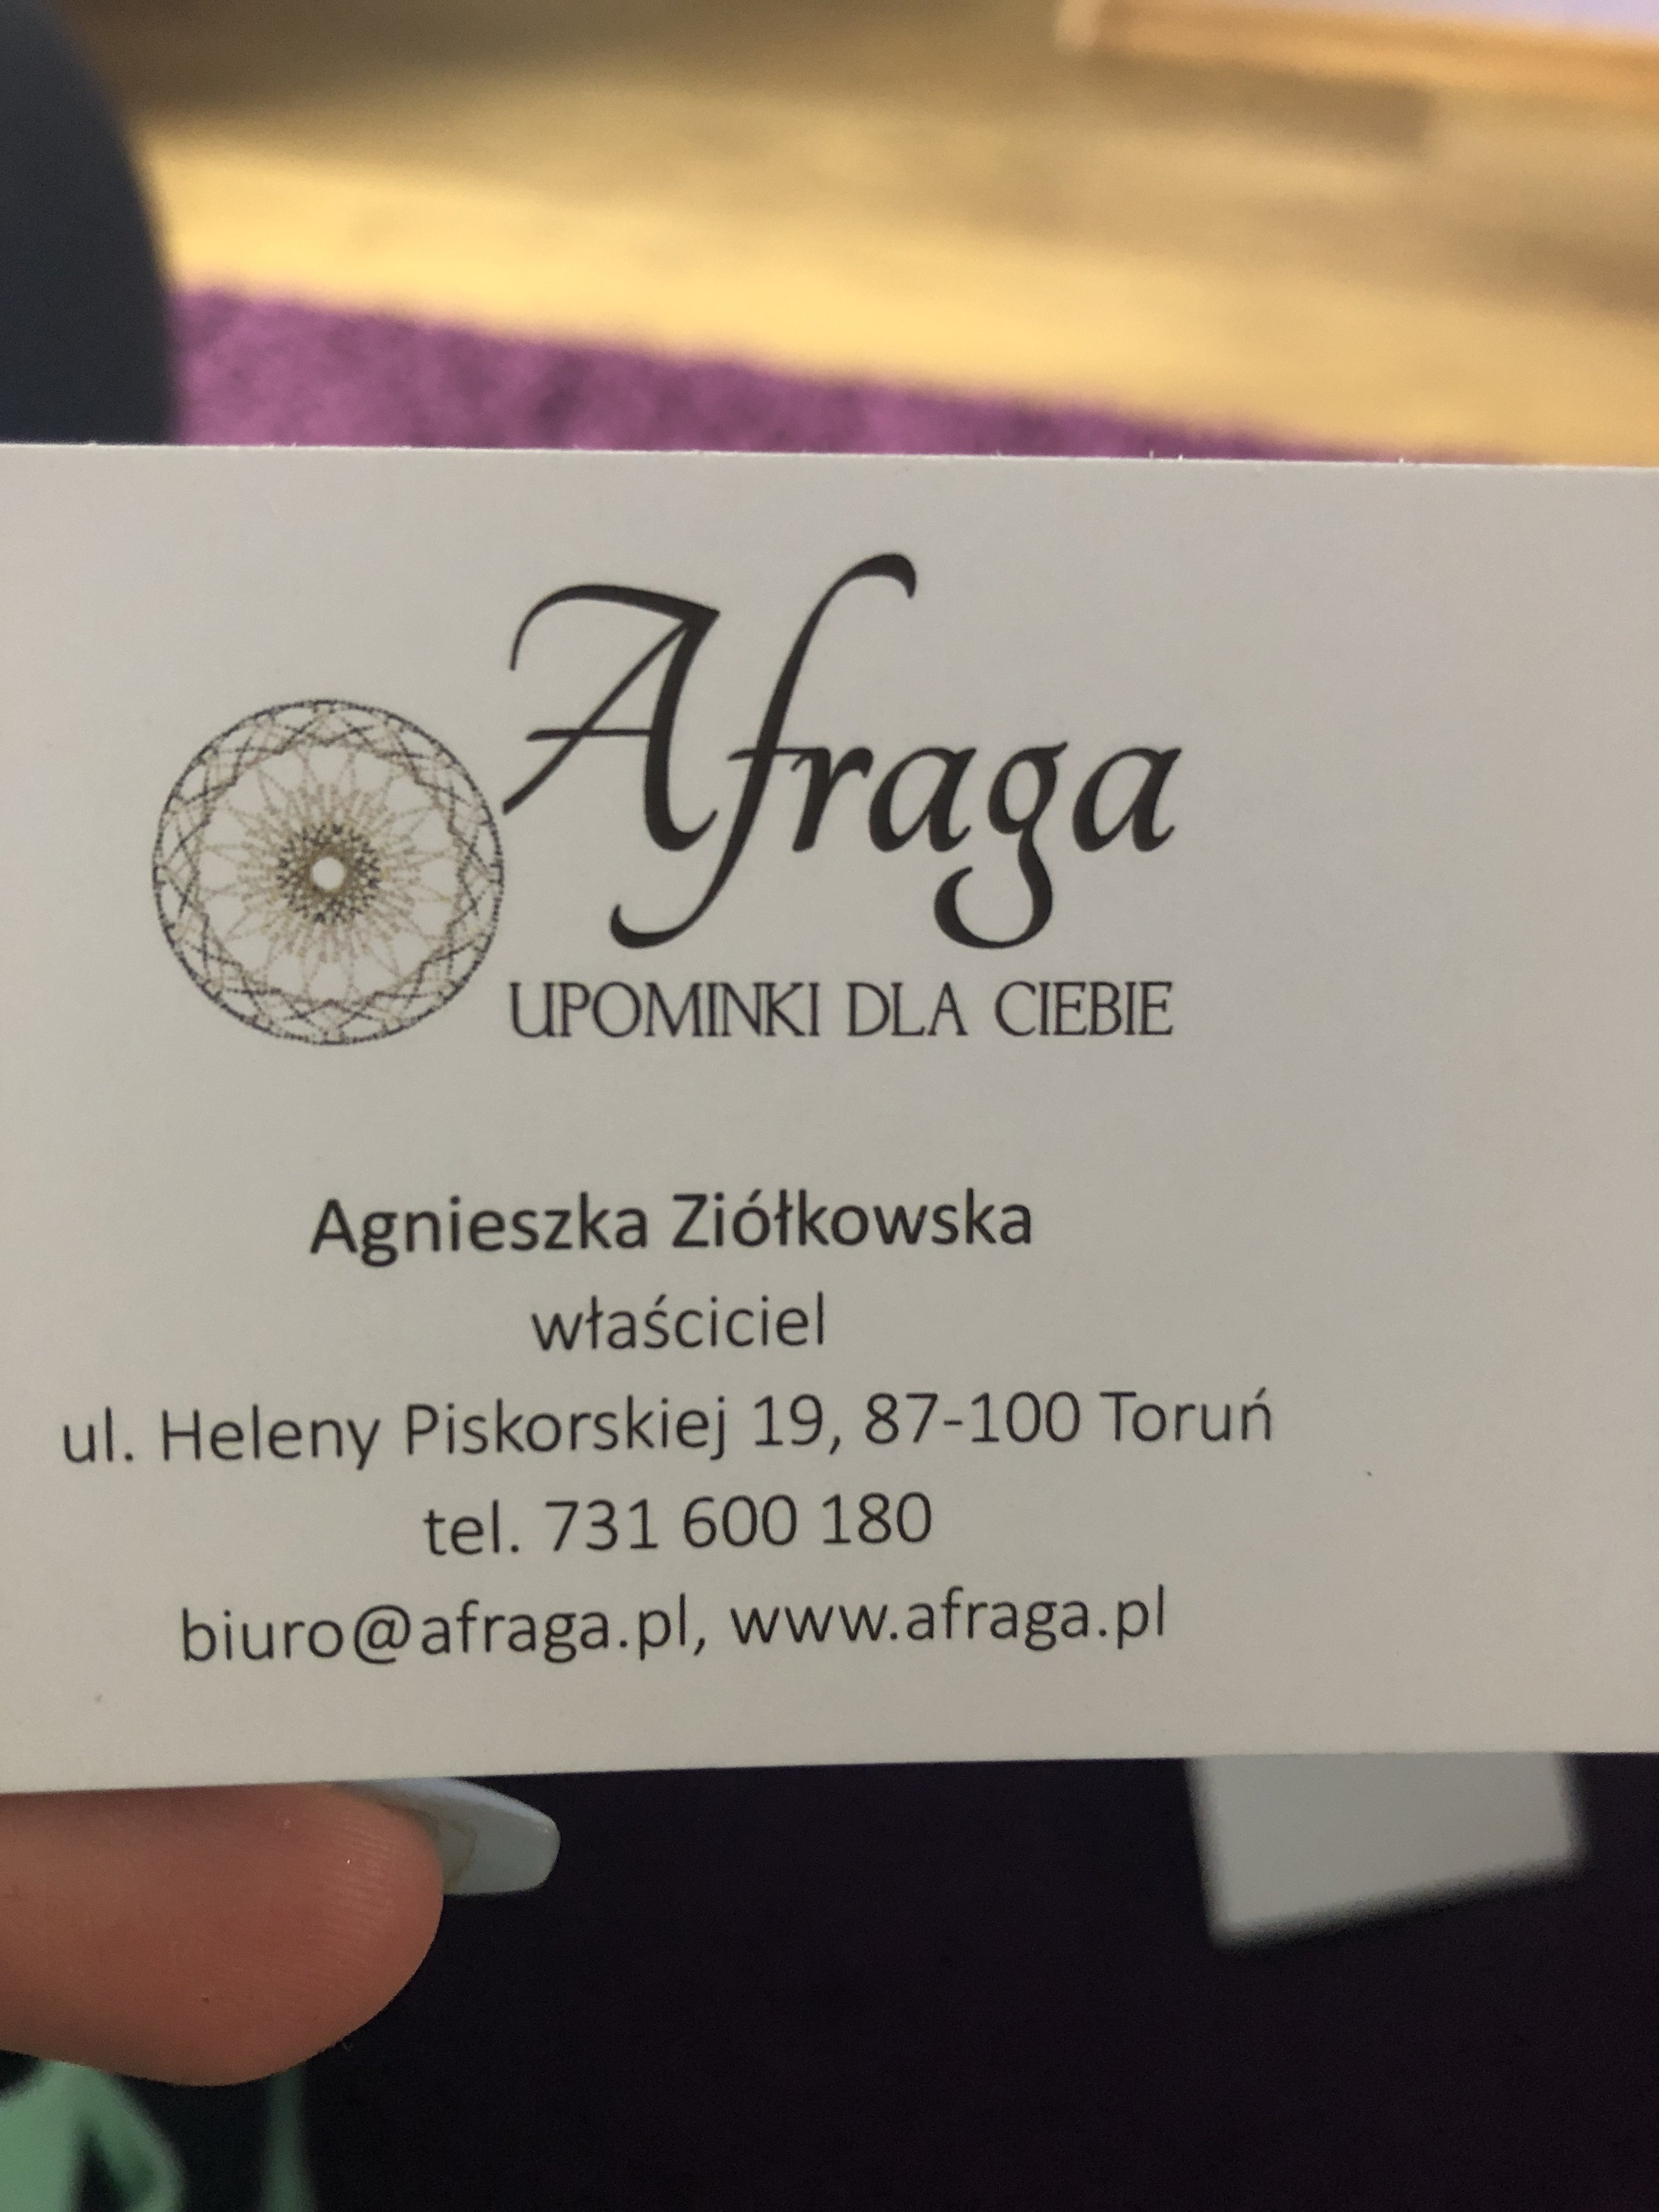 Afraga
UPOMINKI DLA CIEBIE
Agnieszka Ziółkowska
właściciel
ul. Heleny Piskorskiej 19, 87-100 Toruń
tel. 731 600 180
biuro@afraga.pl, www.afraga.pl